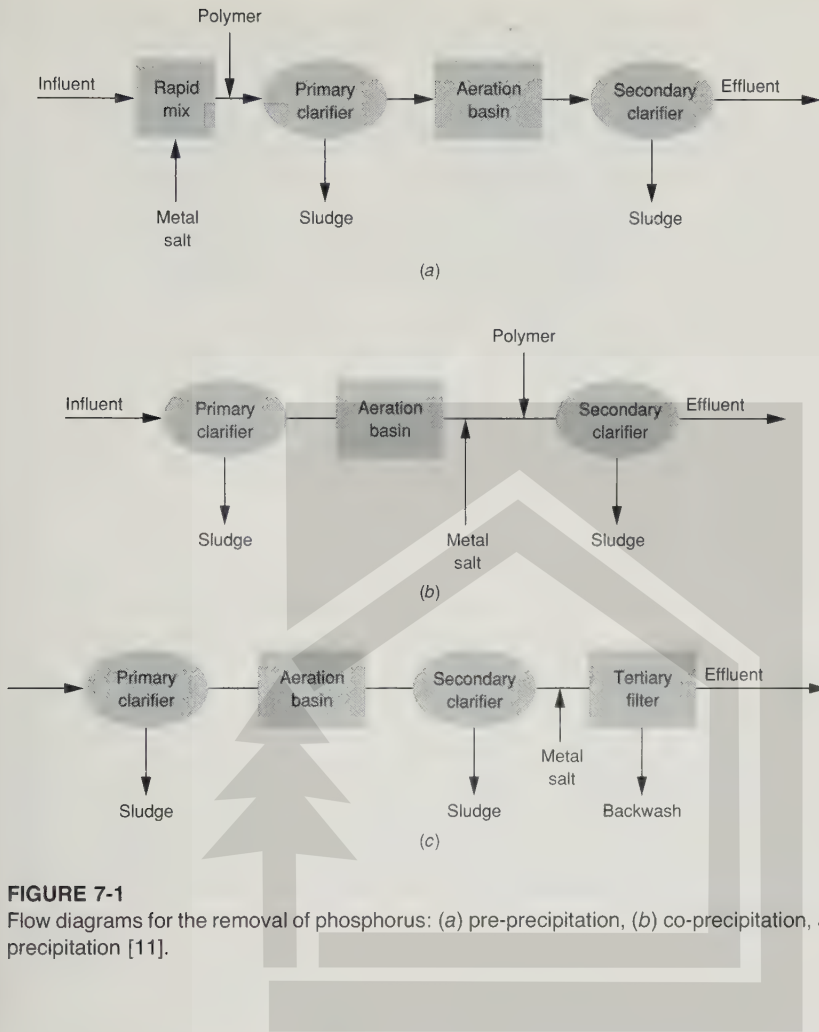 Polymer
Influent
Rapid
mix
Primary
clarifier
Aeration
basin
Secondary
clarifier
Effluent
Metal
salt
Sludge
Sludge
(a)
Polymer
Influent
Primary
clarifier
Aeration
basin
Secondary
clarifier
Effluent
Sludge
Metal
salt
Sludge
(b)
Primary
clarifier
Aeration
basin
Secondary
clarifier
Tertiary
filter
Effluent
Metal
salt
Sludge
Sludge
Backwash
(c)
FIGURE 7-1
Flow diagrams for the removal of phosphorus: (a) pre-precipitation, (b) co-precipitation,
precipitation [11].